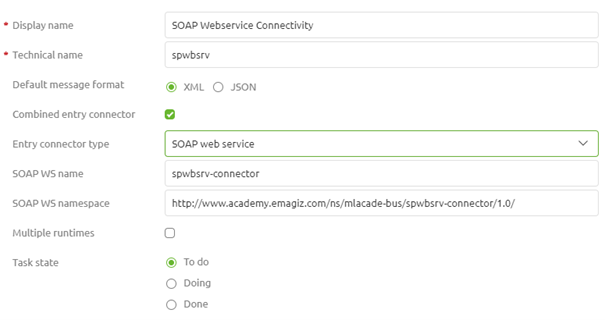 * Display name SOAP Webservice Connectivity
* Technical name spwbsrv
Default message format XML JSON
Combined entry connector
Entry connector type SOAP web service
SOAP WS name spwbsrv-connector
SOAP WS namespace http://www.academy.emagiz.com/ns/mlacade-bus/spwbsrv-connector/1.0/
Multiple runtimes
Task state To do
Doing
Done